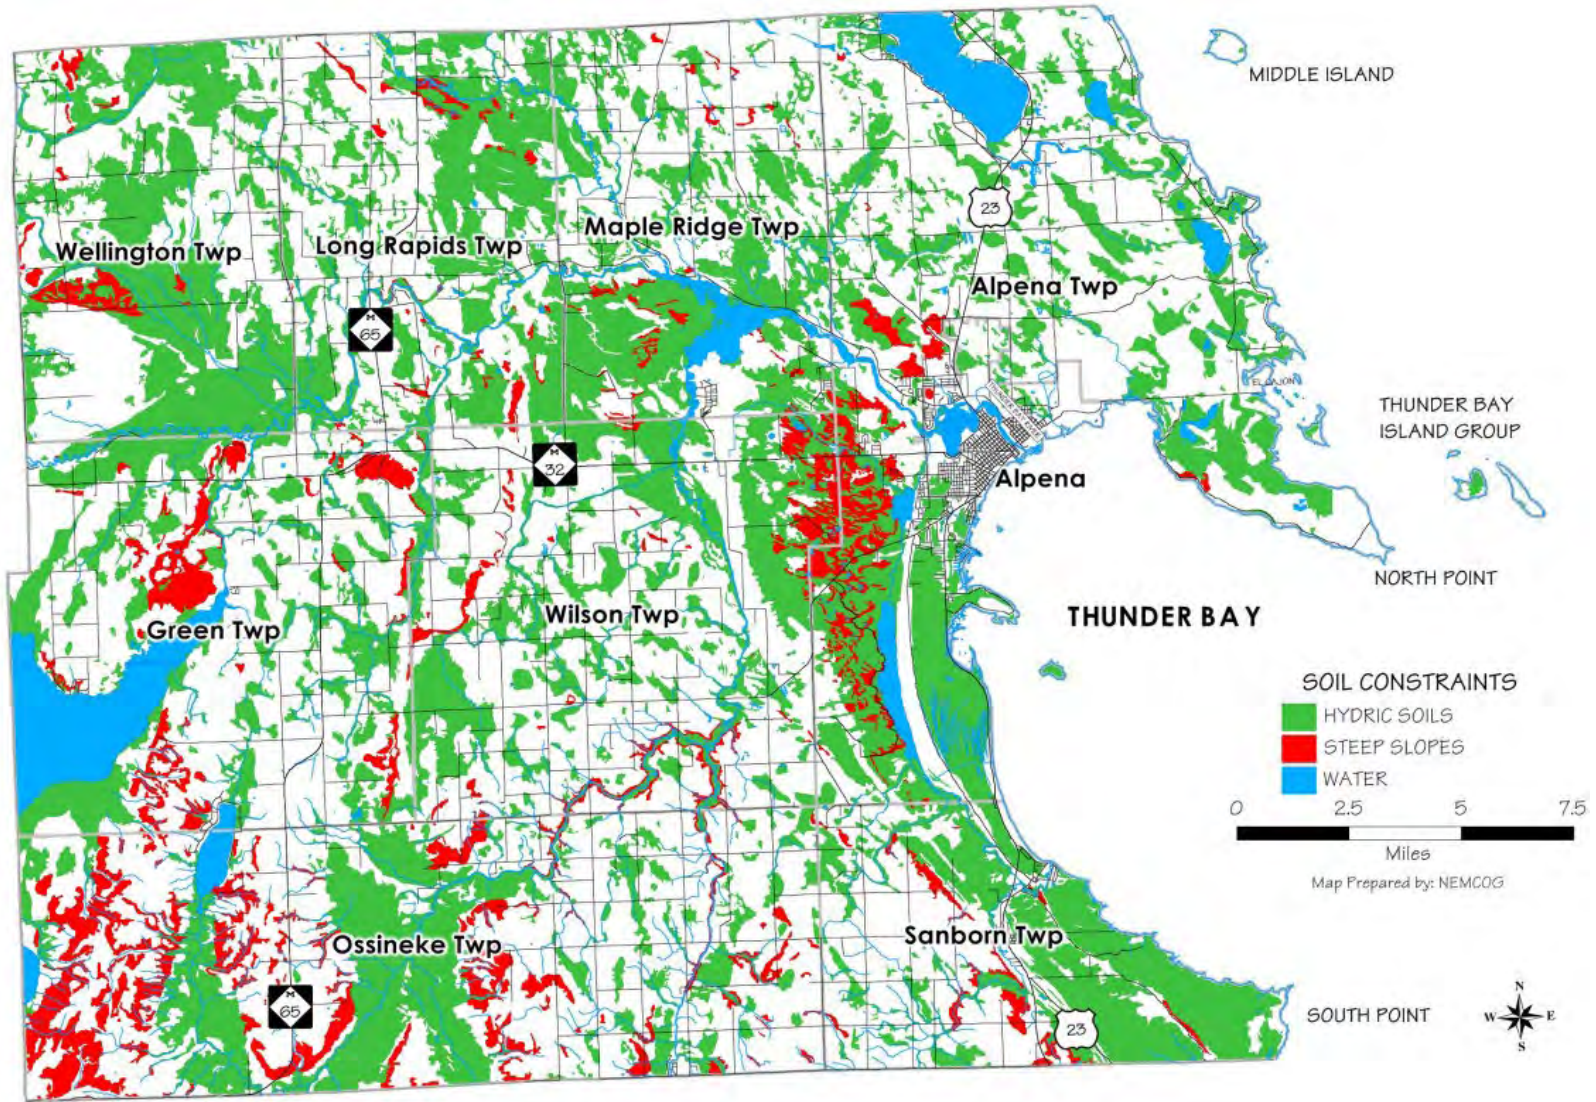 MIDDLE ISLAND
23
Maple Ridge Twp
Long Rapids Twp
Wellington Twp
Alpena Twp
M
65
EL CAJON
THUNDER BAY
ISLAND GROUP
M
32
Alpena
NORTH POINT
Wilson Twp
THUNDER BAY
Green Twp
SOIL CONSTRAINTS
HYDRIC SOILS
STEEP SLOPES
WATER
0 2.5 5 7.5
Miles
Map Prepared by: NEMCOG
Sanborn Twp
Ossineke Twp
M
65
23
SOUTH POINT
N
W E
S